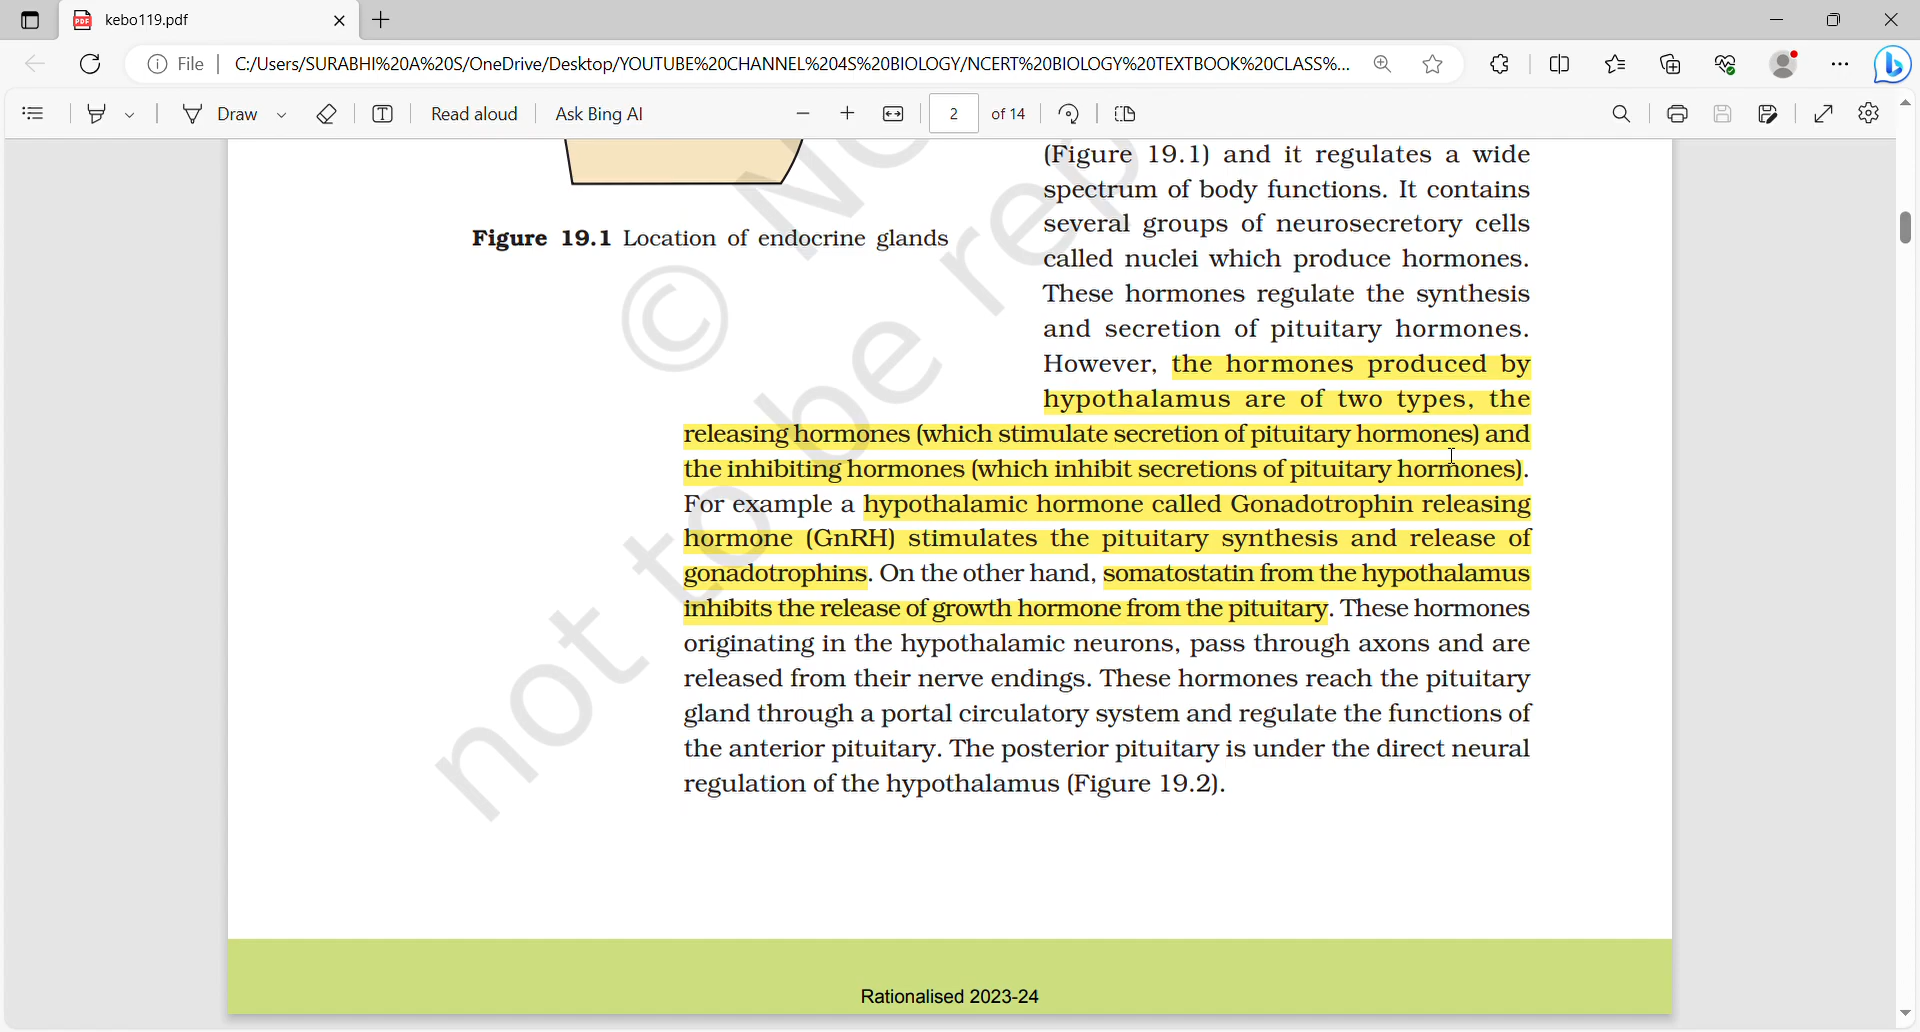 kebo119.pdf
File
C:/Users/SURABHI%20A%20S/OneDrive/Desktop/YOUTUBE%20CHANNEL%204S%20BIOLOGY/NCERT%20BIOLOGY%20TEXTBOOK%20CLASS%...
Draw
Read aloud
Ask Bing AI
2 of 14
(Figure 19.1) and it regulates a wide
spectrum of body functions. It contains
several groups of neurosecretory cells
called nuclei which produce hormones.
These hormones regulate the synthesis
and secretion of pituitary hormones.
However, the hormones produced by
hypothalamus are of two types, the
releasing hormones (which stimulate secretion of pituitary hormones) and
the inhibiting hormones (which inhibit secretions of pituitary hormones).
For example a hypothalamic hormone called Gonadotrophin releasing
hormone (GnRH) stimulates the pituitary synthesis and release of
gonadotrophins. On the other hand, somatostatin from the hypothalamus
inhibits the release of growth hormone from the pituitary. These hormones
originating in the hypothalamic neurons, pass through axons and are
released from their nerve endings. These hormones reach the pituitary
gland through a portal circulatory system and regulate the functions of
the anterior pituitary. The posterior pituitary is under the direct neural
regulation of the hypothalamus (Figure 19.2).
Figure 19.1 Location of endocrine glands
© No
not to be rep
Rationalised 2023-24